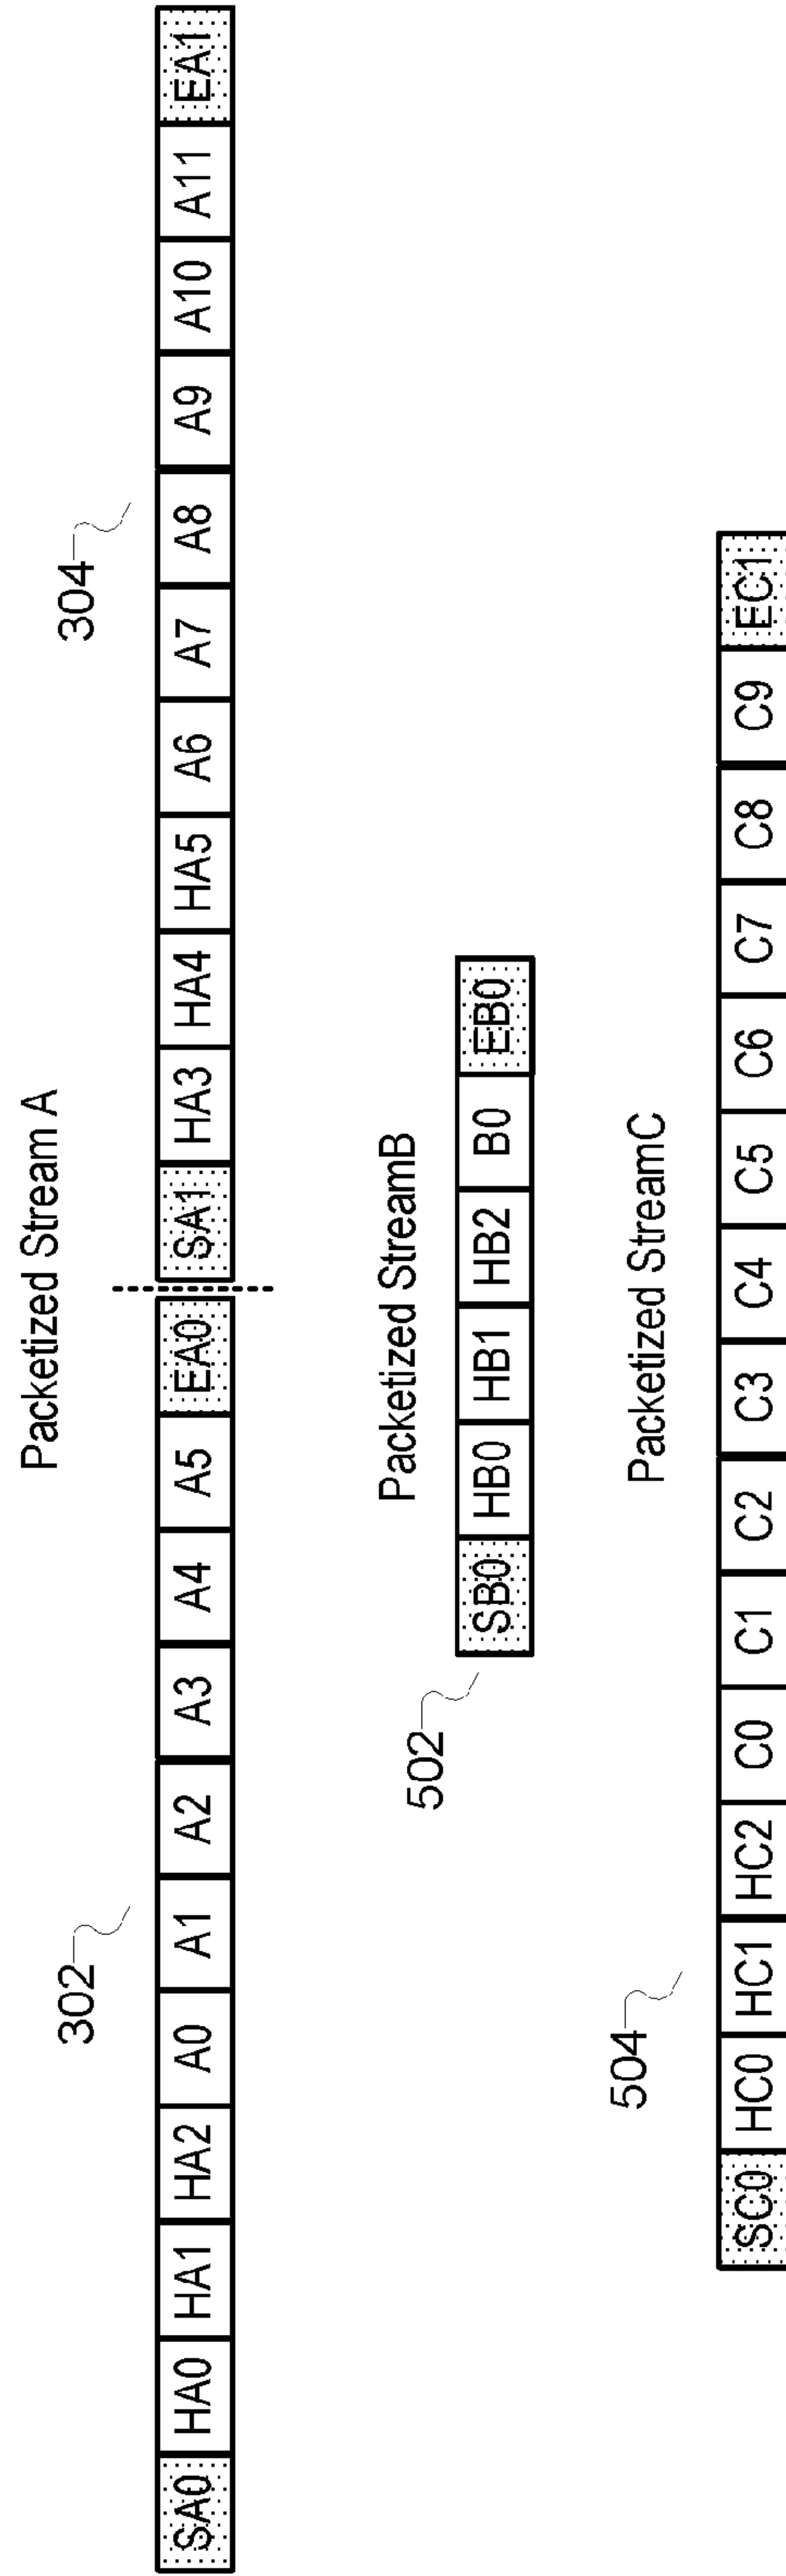 Packetized Stream A
302
304
SA0 HA0 HA1 HA2 A0 A1 A2 A3 A4 A5 EA0 SA1 HA3 HA4 HA5 A6 A7 A8 A9 A10 A11 EA1
Packetized StreamB
502
SB0 HB0 HB1 HB2 B0 EB0
Packetized StreamC
504
SC0 HC0 HC1 HC2 C0 C1 C2 C3 C4 C5 C6 C7 C8 C9 EC1